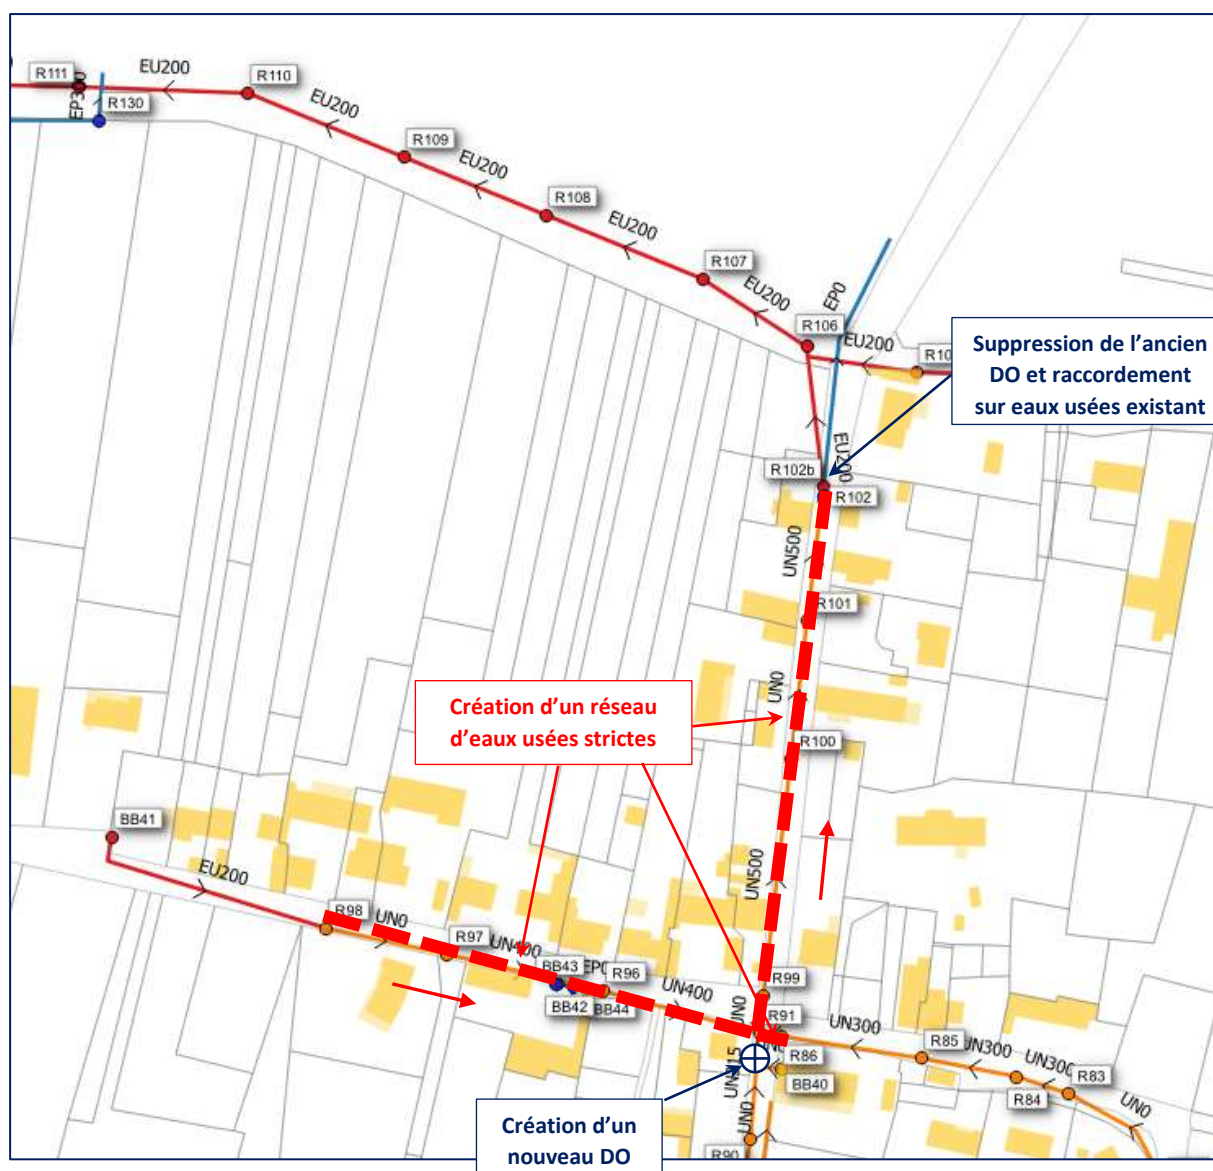 R111
EU200
R110
EP300
R130
EU200
R109
EU200
R108
EU200
R107
EU200
EP0
R106
EU200
R10
Suppression de l'ancien
DO et raccordement
sur eaux usées existant
EU200
R102b
R102
UN500
R101
UN0
Création d'un réseau
d'eaux usées strictes
R100
BB41
EU200
UN500
R98
UN0
R97
UN400
BB43
EP0
R96
UN400
BB42
BB44
R99
UN0
R91
UN300
R85
UN300
UN300
R86
R83
BB40
R84
UN0
UN0
R90
Création d'un
nouveau DO